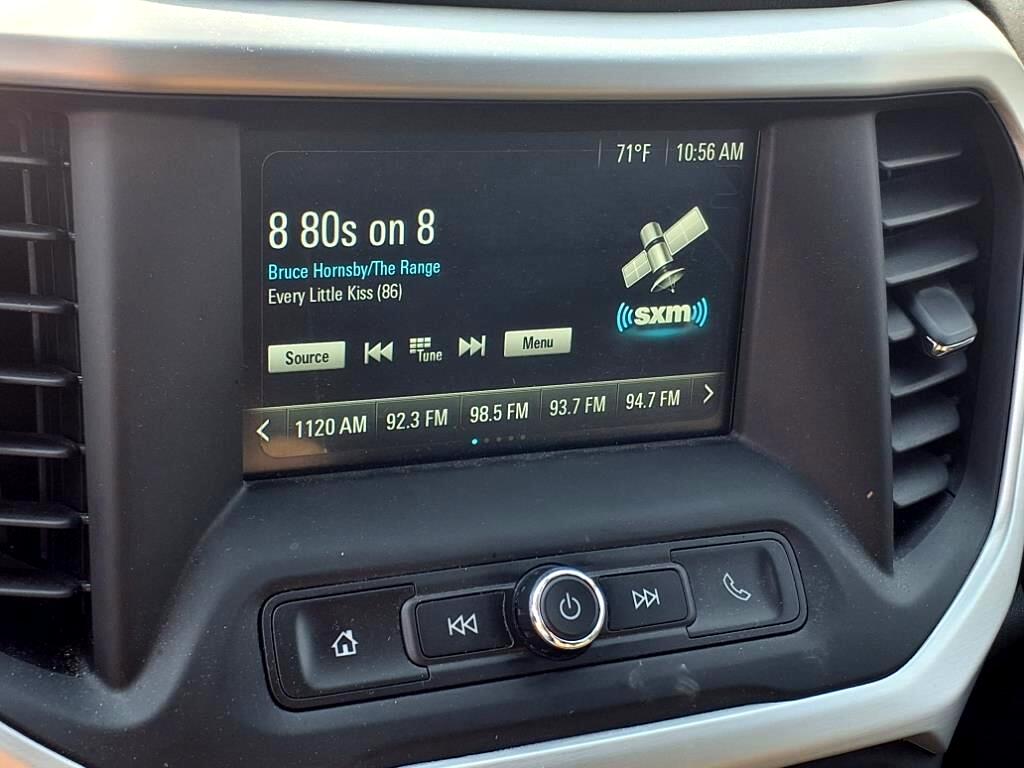 71°F 10:56 AM
8 80s on 8
Bruce Hornsby/The Range
Every Little Kiss (86)
sxm
Source Tune Menu
1120 AM 92.3 FM 98.5 FM 93.7 FM 94.7 FM